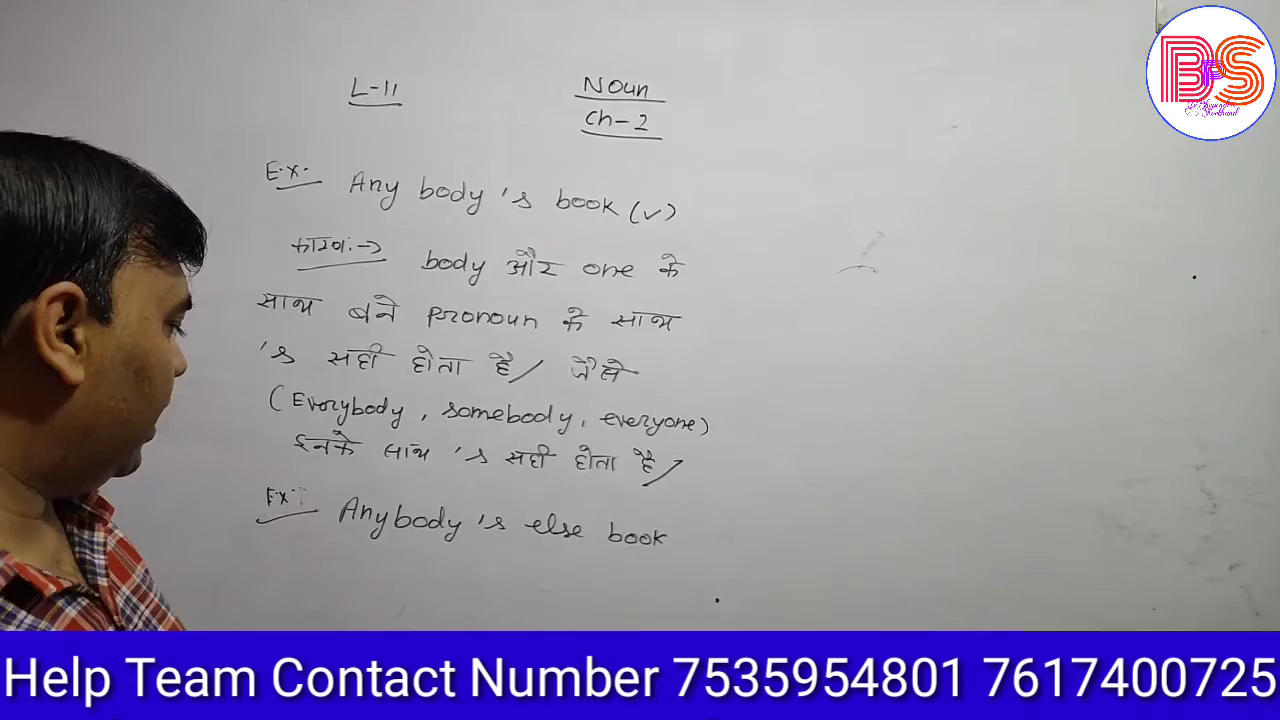 L-11
Noun
Ch-2
Ex. Any body's book (✓)
कारण:→ body और one के
साथ बने pronoun के साथ
's सही होता है/ जैसे
(Everybody, somebody, everyone)
इनके साथ 's सही होता है/
Ex: Anybody's else book
BPS
Help Team Contact Number 7535954801 7617400725